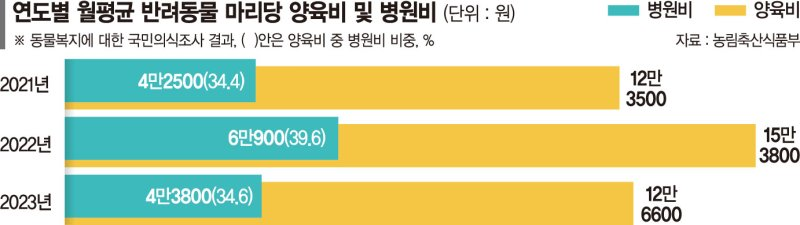 연도별 월평균 반려동물 마리당 양육비 및 병원비 (단위 : 원)
병원비 양육비
※ 동물복지에 대한 국민의식조사 결과, ( )안은 양육비 중 병원비 비중, %
자료 : 농림축산식품부
2021년 4만2500(34.4) 12만
3500
2022년 6만900(39.6) 15만
3800
2023년 4만3800(34.6) 12만
6600